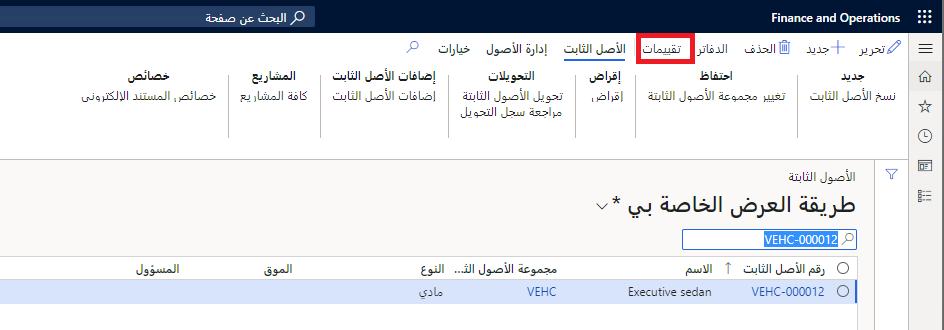 Finance and Operations
البحث عن صفحة
تحرير
جديد
الحذف
الدفاتر
تقييمات
الأصل الثابت
إدارة الأصول
خيارات
جديد
نسخ الأصل الثابت
احتفاظ
تغيير مجموعة الأصول الثابتة
إقراض
إقراض
التحويلات
تحويل الأصول الثابتة
مراجعة سجل التحويل
إضافات الأصل الثابت
إضافات الأصل الثابت
المشاريع
كافة المشاريع
خصائص
خصائص المستند الإلكتروني
الأصول الثابتة
طريقة العرض الخاصة بي *
VEHC-000012
رقم الأصل الثابت ↑ الاسم مجموعة الأصول الثـ... النوع الموق المسؤول
VEHC-000012 Executive sedan VEHC مادي